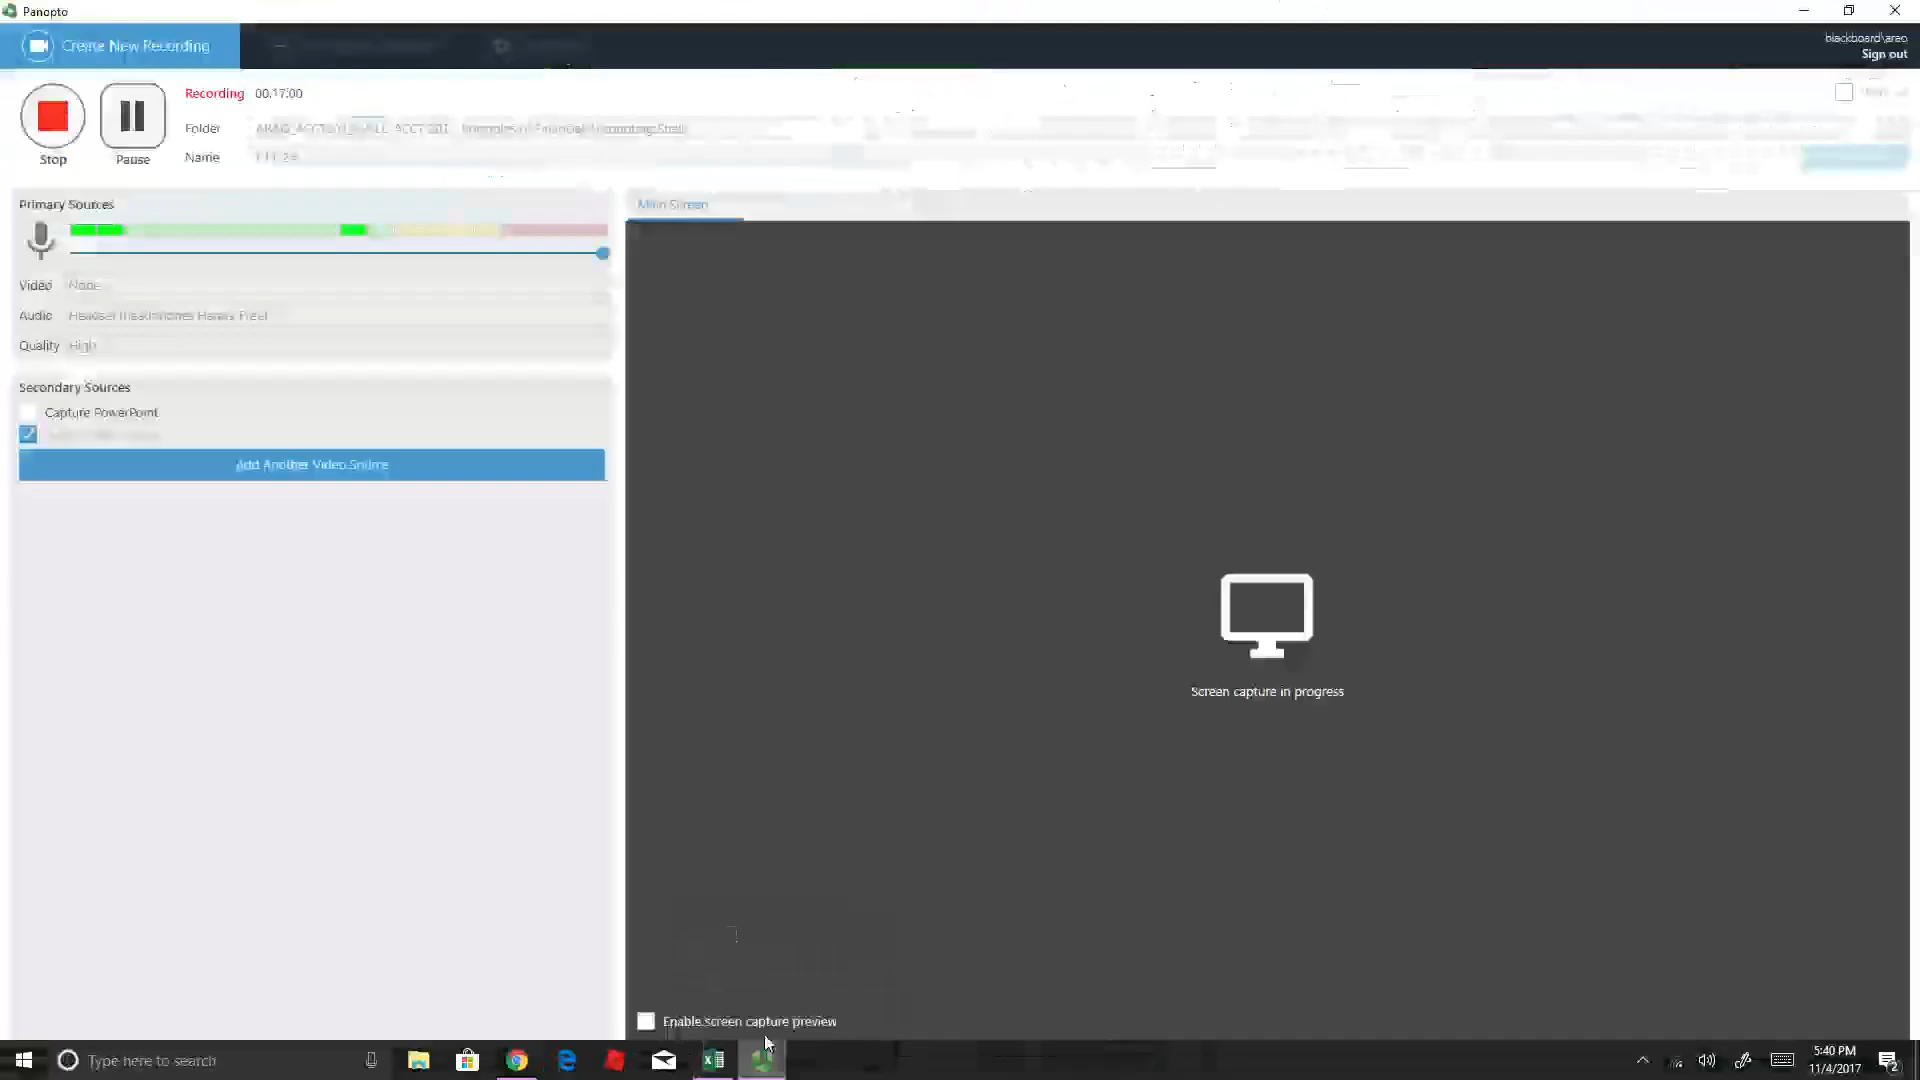 Panopto
Create New Recording
blackboard\
Sign out
Recording 00:17:00
Folder
Stop
Pause
Name
Primary Sources
Main Screen
Video None
Audio
Quality High
Secondary Sources
Capture PowerPoint
Add Another Video Source
Screen capture in progress
Enable screen capture preview
Type here to search
5:40 PM
11/4/2017
2